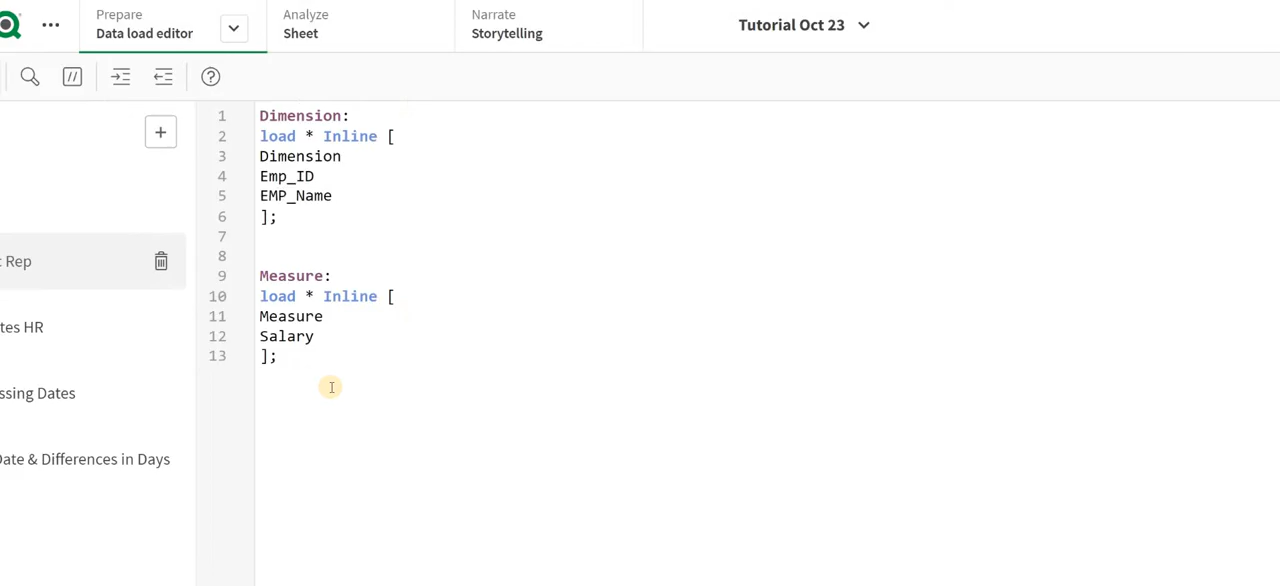 Prepare
Data load editor
Analyze
Sheet
Narrate
Storytelling
Tutorial Oct 23
//
?
+
1 Dimension:
2 load * Inline [
3 Dimension
4 Emp_ID
5 EMP_Name
6 ];
7
8
9 Measure:
10 load * Inline [
11 Measure
12 Salary
13 ];
Rep
tes HR
ssing Dates
Date & Differences in Days